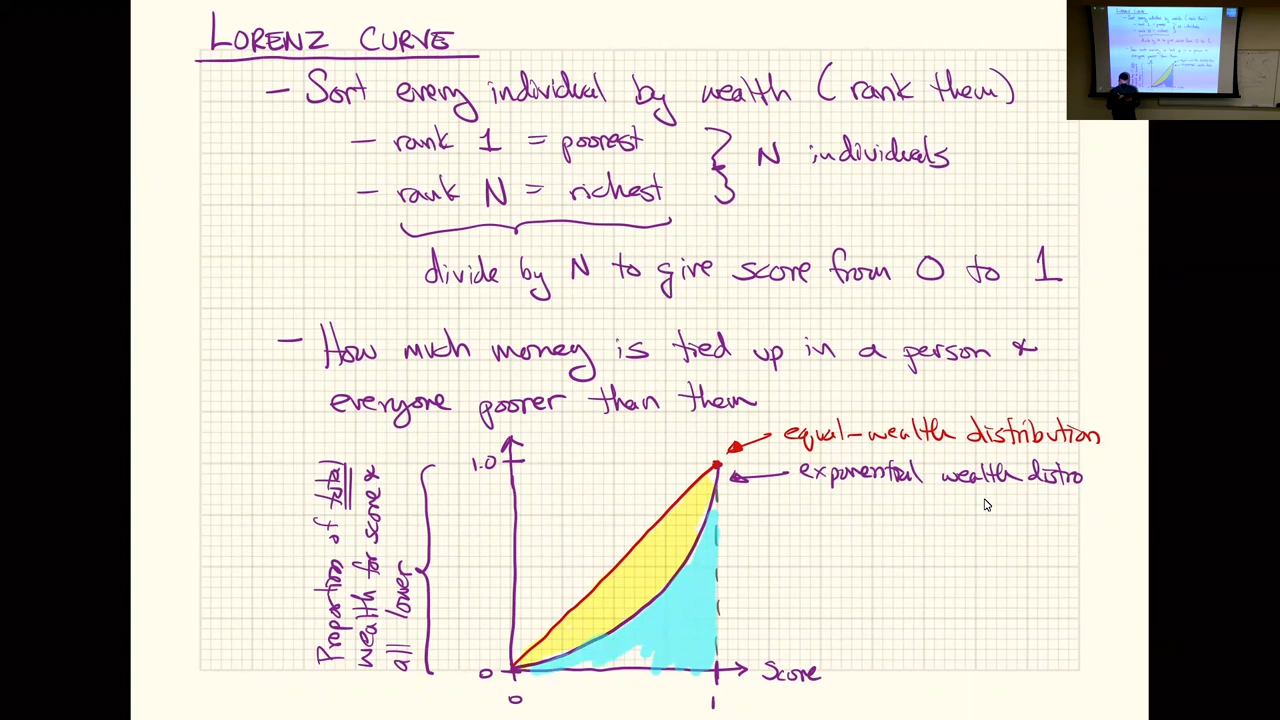 LORENZ CURVE
– Sort every individual by wealth (rank them)
– rank 1 = poorest
– rank N = richest
} N individuals
divide by N to give score from 0 to 1
– How much money is tied up in a person &
everyone poorer than them
equal-wealth distribution
exponential wealth distro
1.0
Proportion of total
wealth for score &
all lower
0
0
1
Score